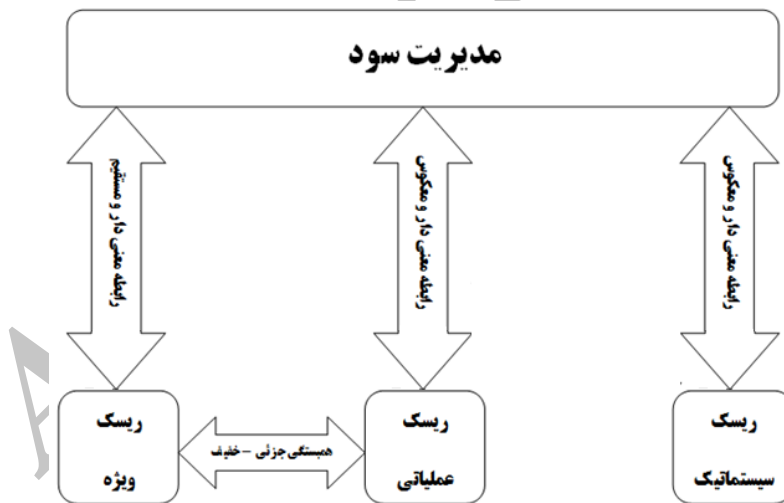 مدیریت سود
رابطه معنی دار و معکوس
رابطه معنی دار و معکوس
رابطه معنی دار و مستقیم
ریسک
سیستماتیک
ریسک
عملیاتی
همبستگی جزئی – خفیف
ریسک
ویژه
A